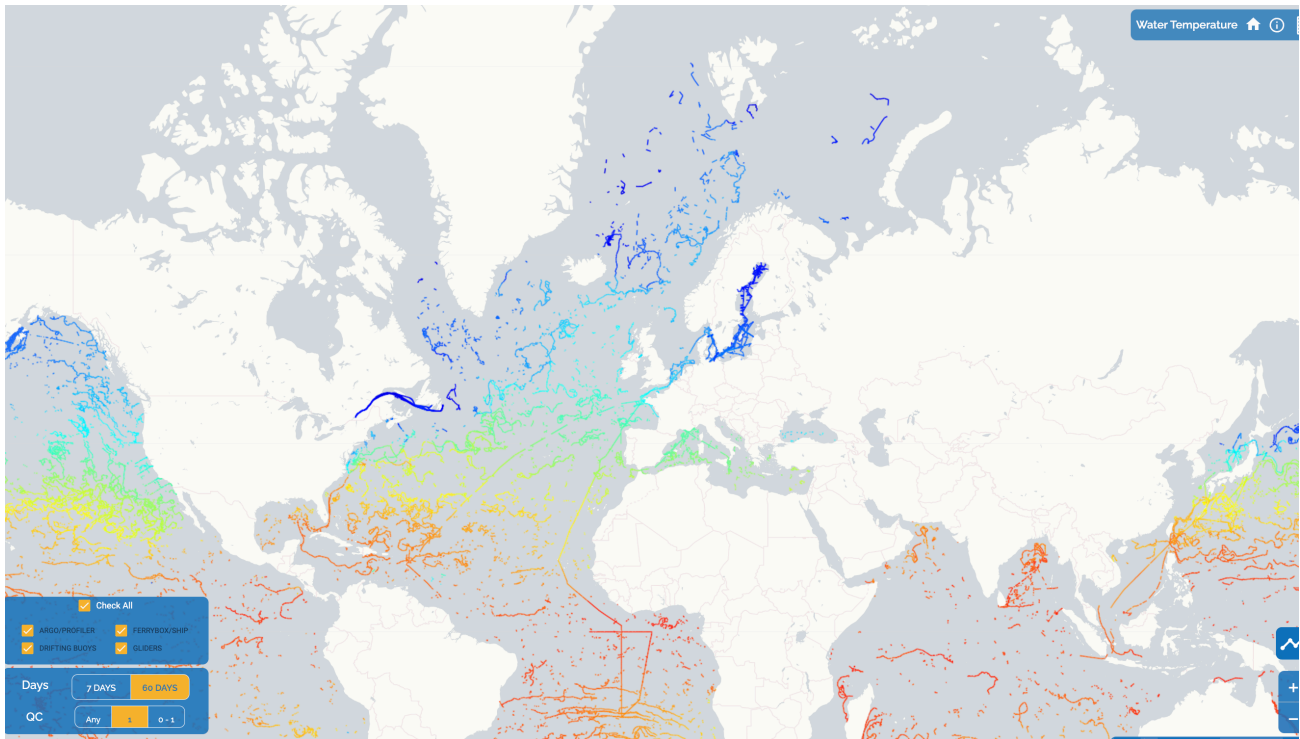 Water Temperature
Check All
ARGO/PROFILER FERRYBOX/SHIP
DRIFTING BUOYS GLIDERS
Days 7 DAYS 60 DAYS
QC Any 1 0 - 1
+
−